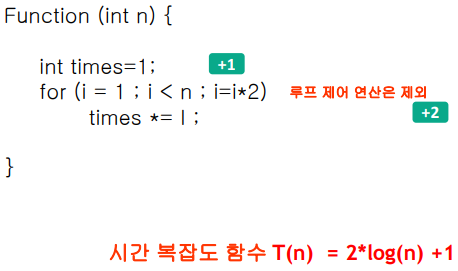 Function (int n) {
int times=1; +1
for (i = 1 ; i < n ; i=i*2) 루프 제어 연산은 제외
times *= I ; +2
}
시간 복잡도 함수 T(n) = 2*log(n) +1